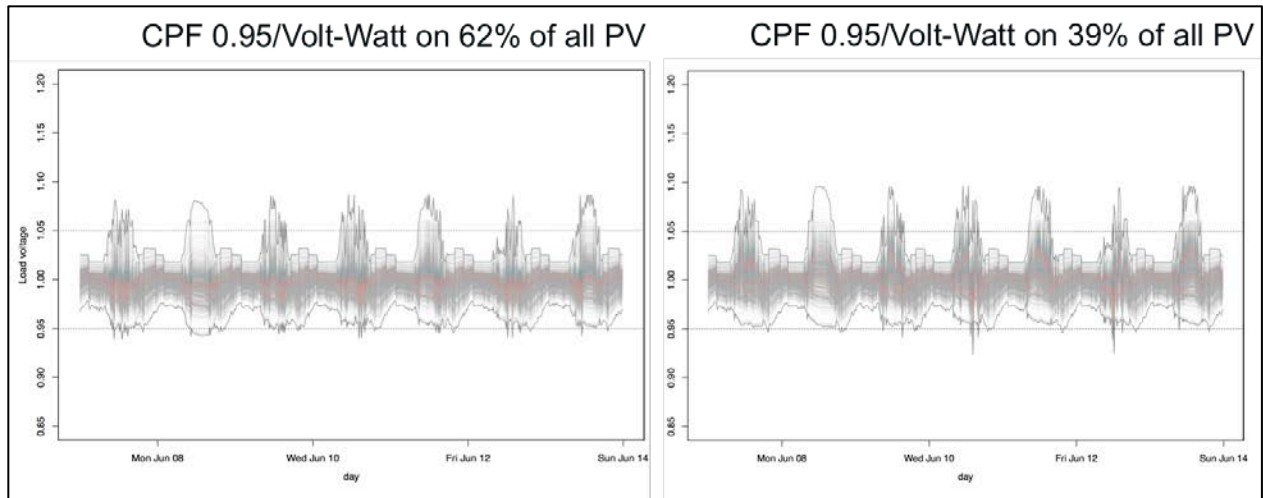 CPF 0.95/Volt-Watt on 62% of all PV
1.20
1.15
1.10
1.05
1.00
0.95
0.90
0.85
Load voltage
Mon Jun 08
Wed Jun 10
Fri Jun 12
Sun Jun 14
day
CPF 0.95/Volt-Watt on 39% of all PV
1.20
1.15
1.10
1.05
1.00
0.95
0.90
0.85
Mon Jun 08
Wed Jun 10
Fri Jun 12
Sun Jun 14
day